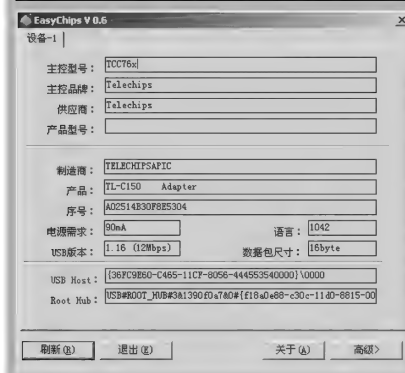 EasyChips V 0.6
设备-1
主控型号： TCC76x
主控品牌： Telechips
供应商： Telechips
产品型号：
制造商： TELECHIPSAPIC
产品： TL-C150 Adapter
序号： A02514B30F8E5304
电源需求： 90mA 语言： 1042
USB版本： 1.16 (12Mbps) 数据包尺寸： 16byte
USB Host： {36FC9E60-C465-11CF-8056-444553540000}\0000
Root Hub： USB#ROOT_HUB#3&1390f0a7&0#{f18a0e88-c30c-11d0-8815-00
刷新(R) 退出(E) 关于(A) 高级>